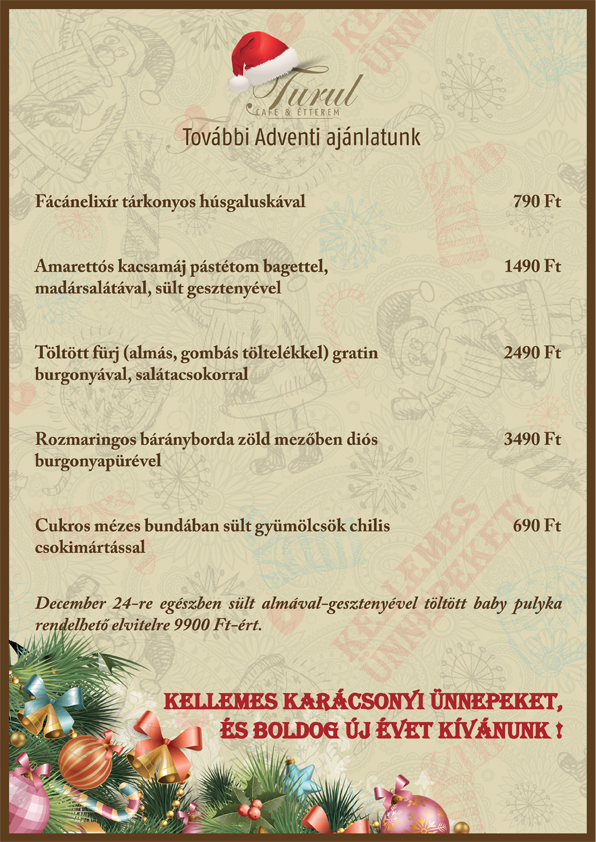 Turul
CAFE & ÉTTEREM
További Adventi ajánlatunk
Fácánelixír tárkonyos húsgaluskával 790 Ft
Amarettós kacsamáj pástétom bagettel, 1490 Ft
madársalátával, sült gesztenyével
Töltött fürj (almás, gombás töltelékkel) gratin 2490 Ft
burgonyával, salátacsokorral
Rozmaringos bárányborda zöld mezőben diós 3490 Ft
burgonyapürével
Cukros mézes bundában sült gyümölcsök chilis 690 Ft
csokimártással
December 24-re egészben sült almával-gesztenyével töltött baby pulyka
rendelhető elvitelre 9900 Ft-ért.
KELLEMES KARÁCSONYI ÜNNEPEKET,
ÉS BOLDOG ÚJ ÉVET KÍVÁNUNK !
KELLEMES
ÜNNEPEKET!